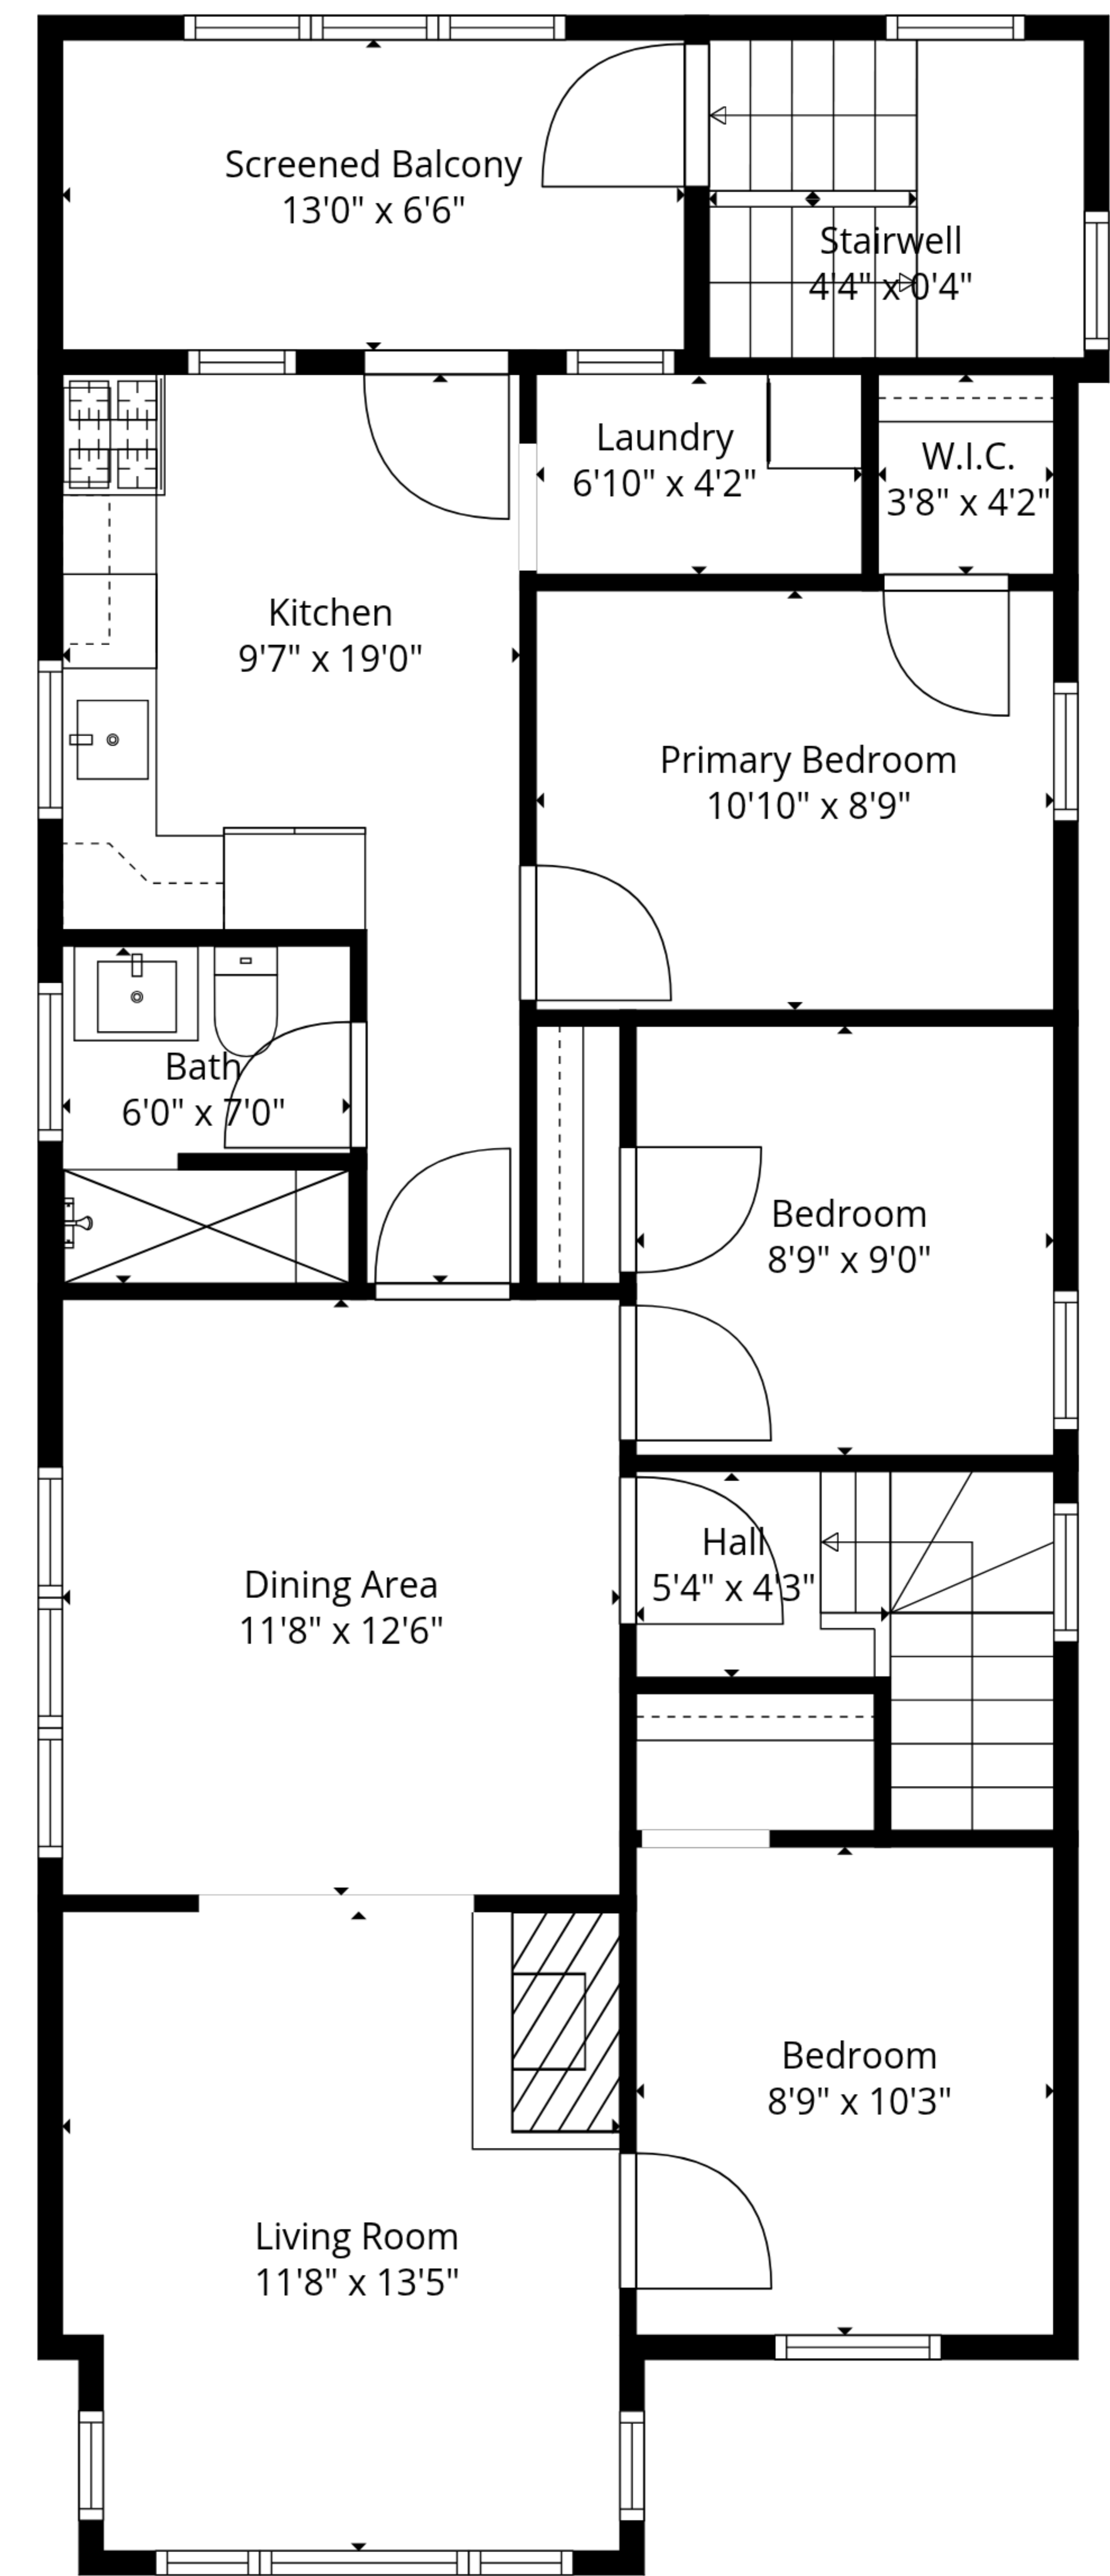 Screened Balcony
13'0" x 6'6"
Stairwell
4'4" x 0'4"
Laundry
6'10" x 4'2"
W.I.C.
3'8" x 4'2"
Kitchen
9'7" x 19'0"
Primary Bedroom
10'10" x 8'9"
Bath
6'0" x 7'0"
Bedroom
8'9" x 9'0"
Hall
5'4" x 4'3"
Dining Area
11'8" x 12'6"
Bedroom
8'9" x 10'3"
Living Room
11'8" x 13'5"